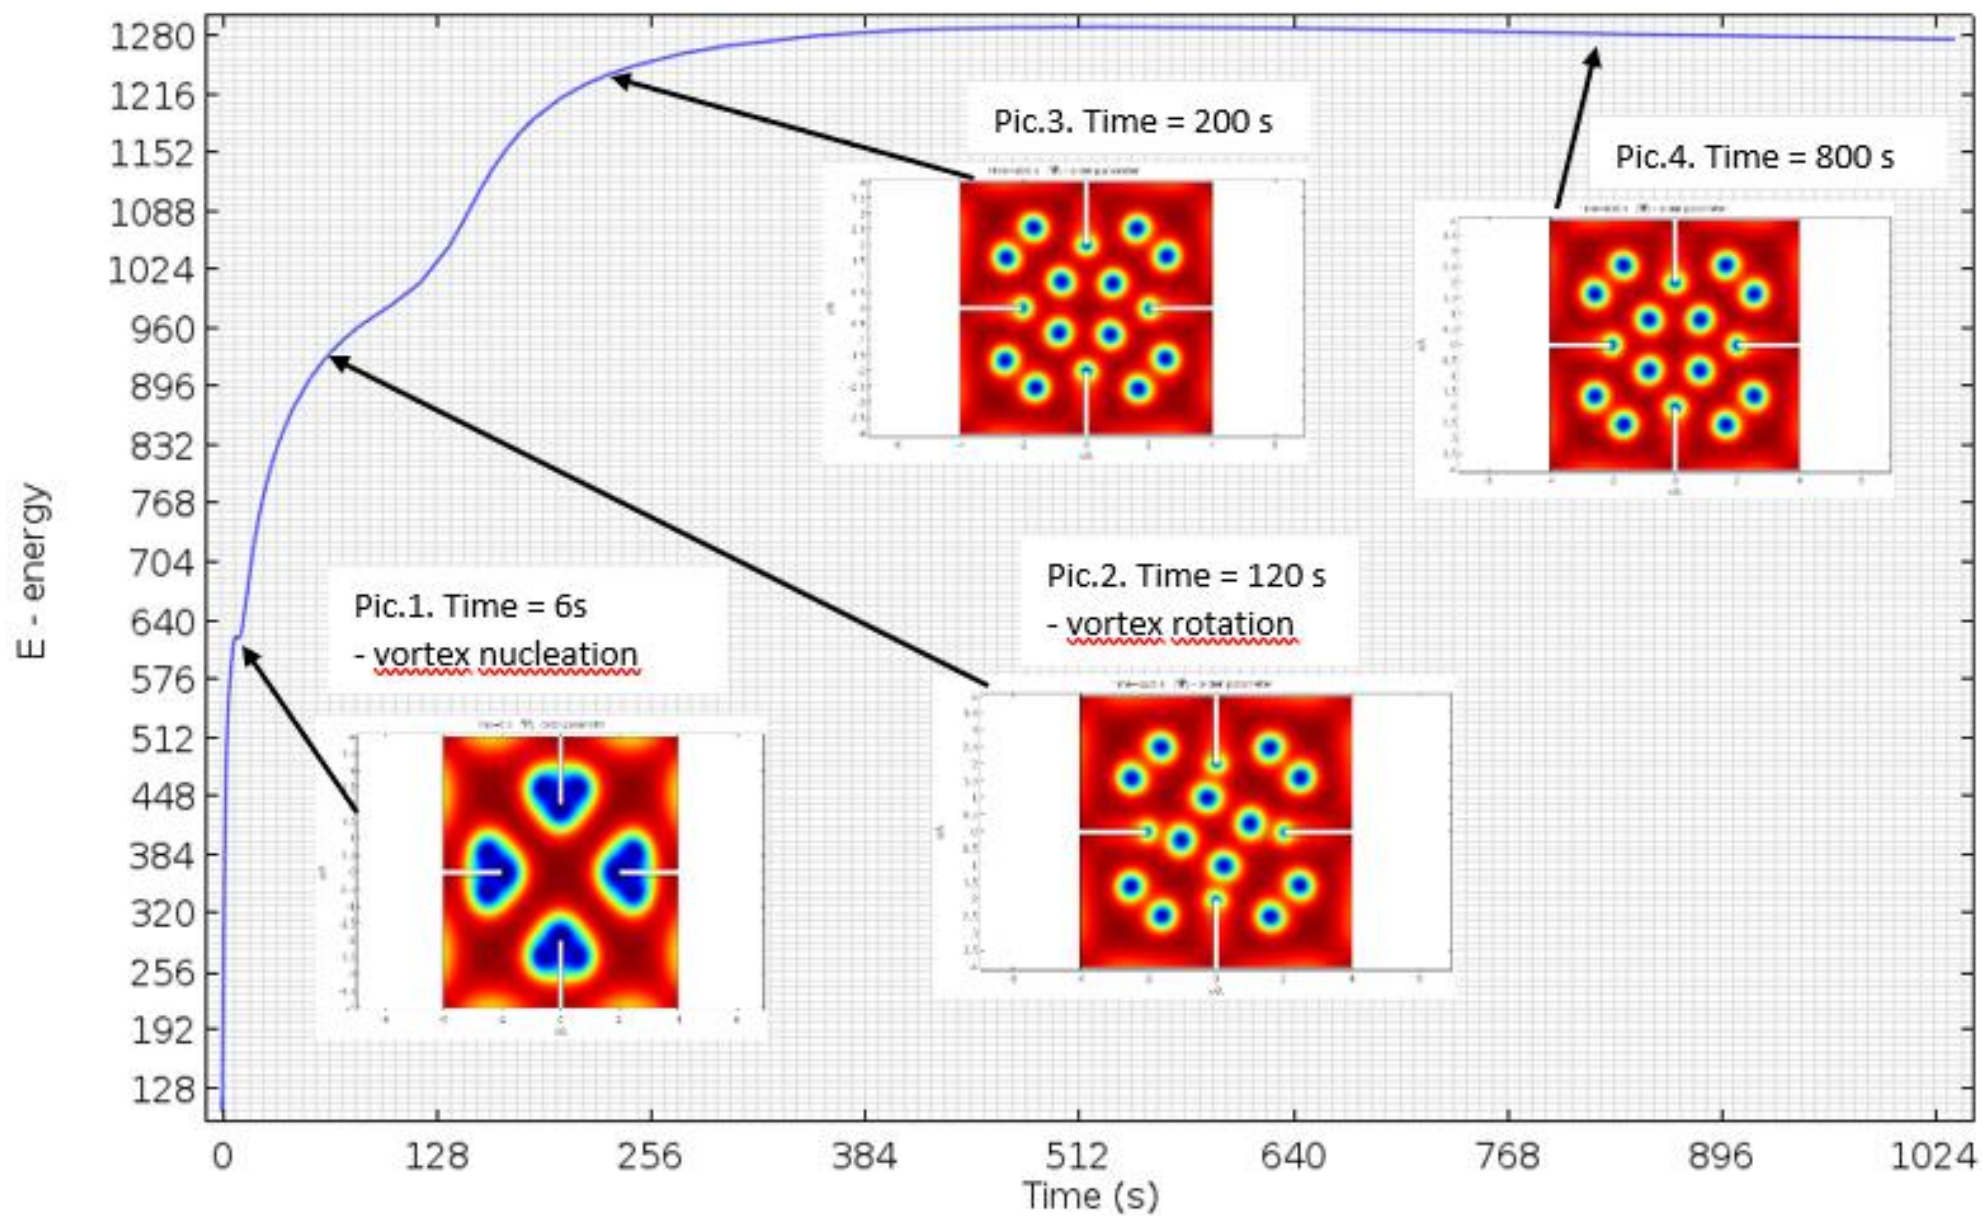 1280
1216
1152
1088
1024
960
896
832
768
704
640
576
512
448
384
320
256
192
128
E - energy
Pic.3. Time = 200 s
Pic.4. Time = 800 s
Pic.1. Time = 6s
- vortex nucleation
Pic.2. Time = 120 s
- vortex rotation
0 128 256 384 512 640 768 896 1024
Time (s)